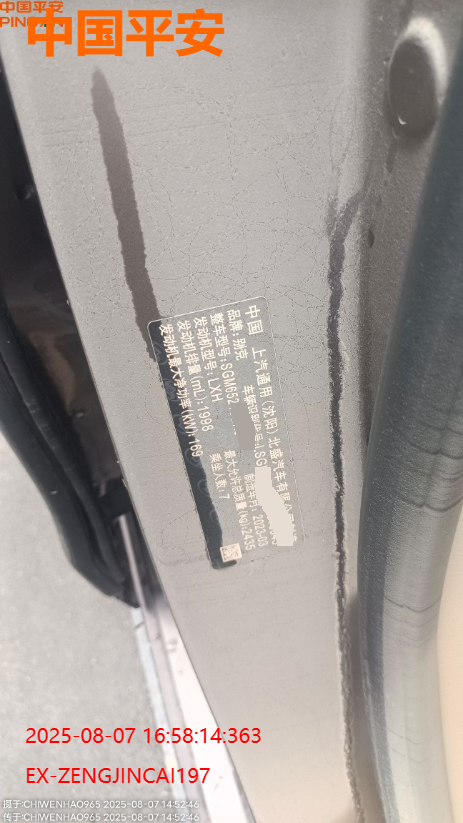 中国平安
PING
中国平安
中国 上汽通用(沈阳)北盛汽车有限公司
品牌:别克 车辆识别代号:LSG
整车型号:SGM652 制造年月:2023-03
发动机型号:LXH 最大允许总质量(kg):2435
发动机排量(mL):1998 乘坐人数:7
发动机最大净功率(kW):169
2025-08-07 16:58:14:363
EX-ZENGJINCAI197
摄于:CHIWENHAO965 2025-08-07 14:52:46
传于:CHIWENHAO965 2025-08-07 14:52:46